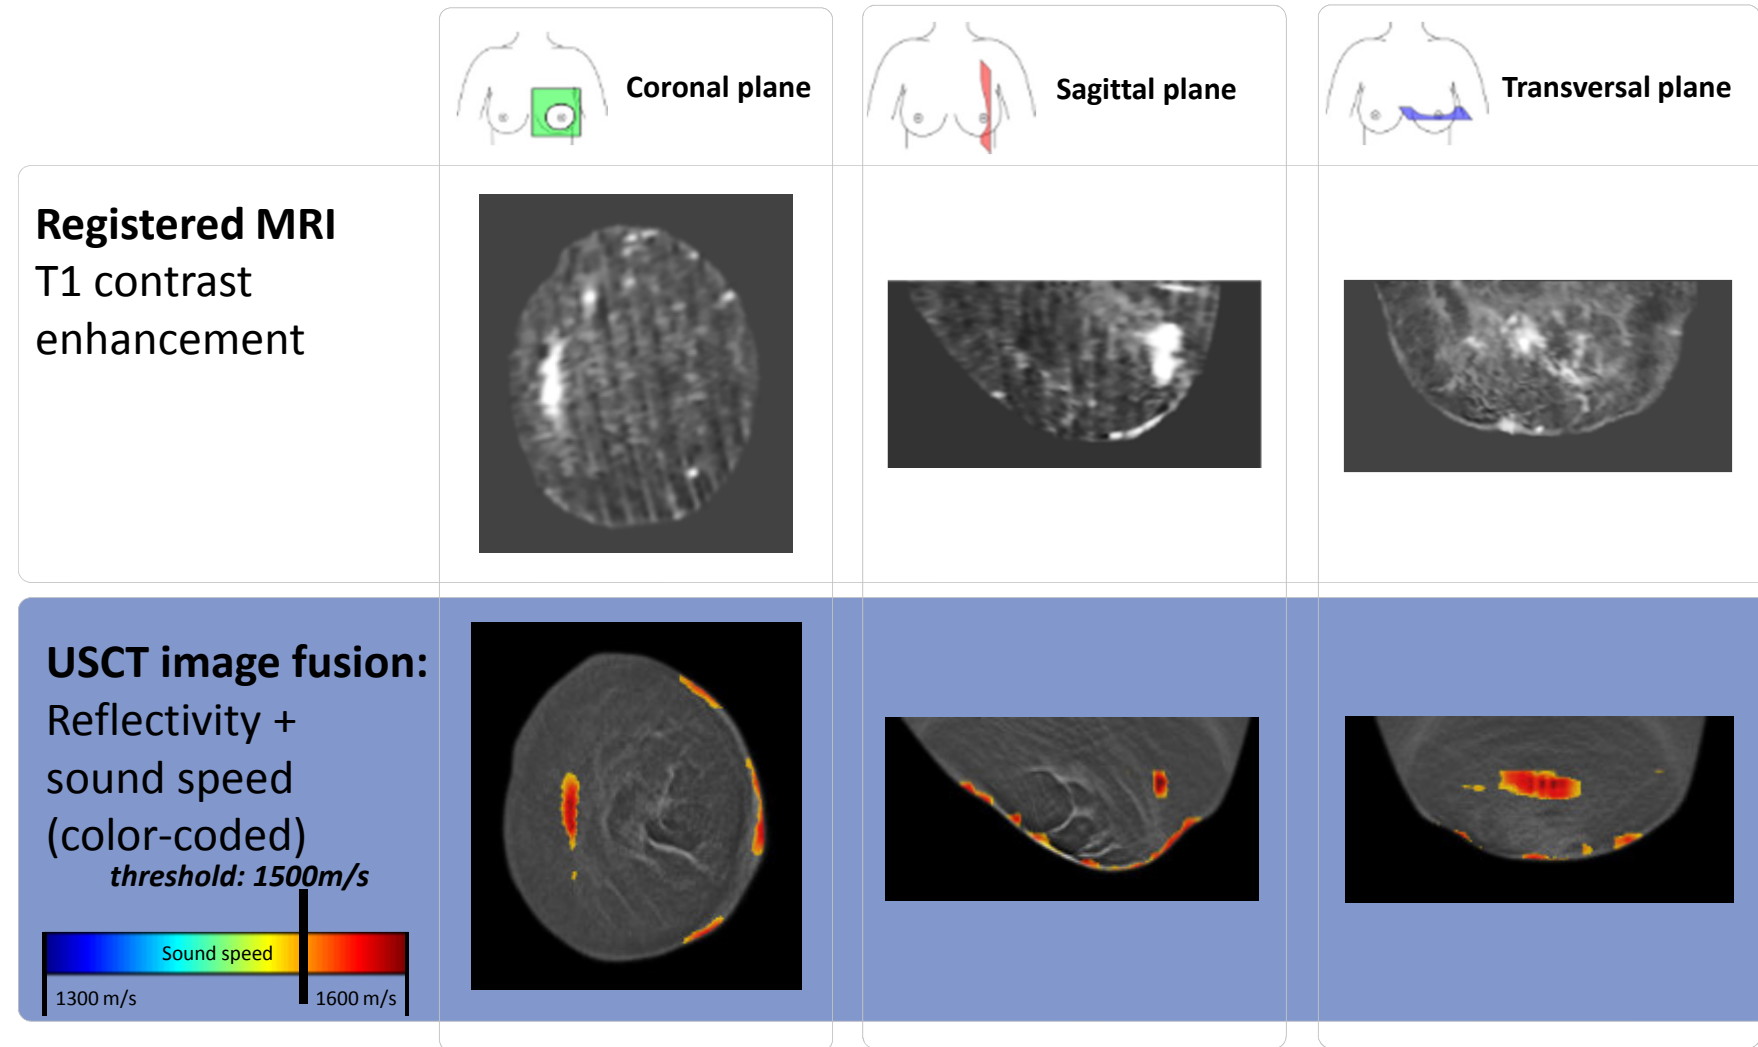 Coronal plane
Sagittal plane
Transversal plane
Registered MRI
T1 contrast
enhancement
USCT image fusion:
Reflectivity +
sound speed
(color-coded)
threshold: 1500m/s
Sound speed
1300 m/s
1600 m/s